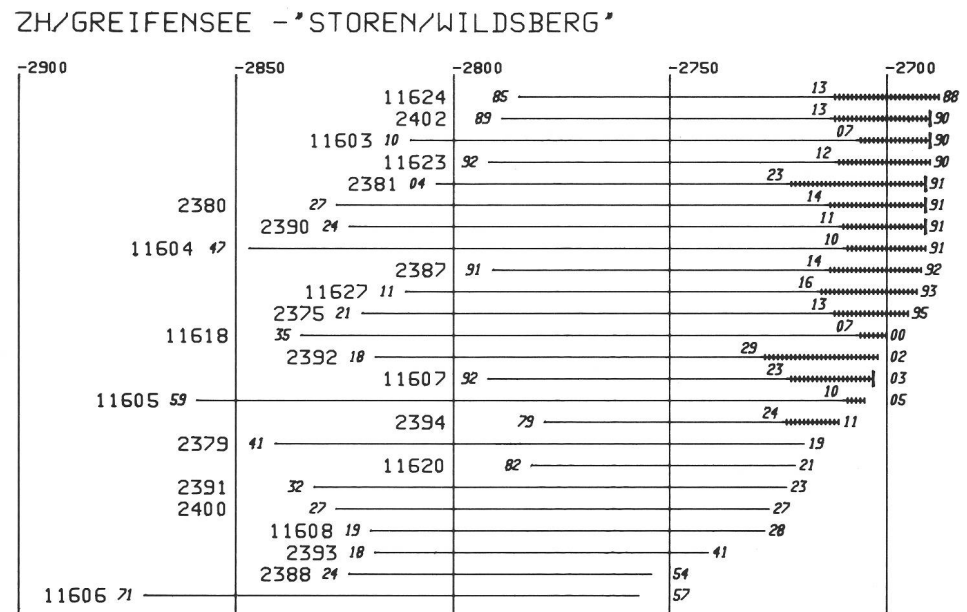 ZH/GREIFENSEE -"STOREN/WILDSBERG"
-2900 -2850 -2800 -2750 -2700
11624 85 13 88
2402 89 13 90
11603 10 07 90
11623 92 12 90
2381 04 23 91
2380 27 14 91
2390 24 11 91
11604 47 10 91
2387 91 14 92
11627 11 16 93
2375 21 13 95
11618 35 07 00
2392 18 29 02
11607 92 23 03
11605 59 10 05
2394 79 24 11
2379 41 19
11620 82 21
2391 32 23
2400 27 27
11608 19 28
2393 18 41
2388 24 54
11606 71 57